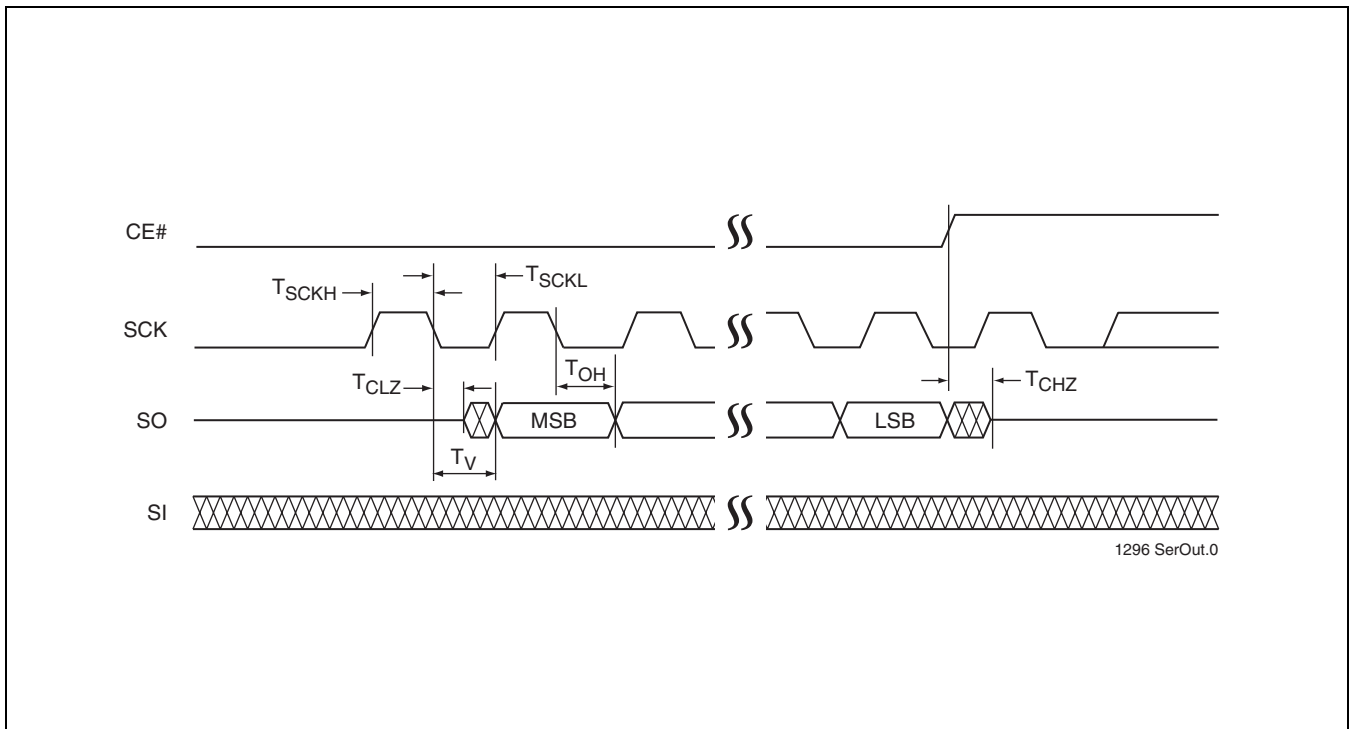 CE#
TSCKH
TSCKL
SCK
TCLZ
TOH
TCHZ
SO
MSB
LSB
TV
SI
1296 SerOut.0